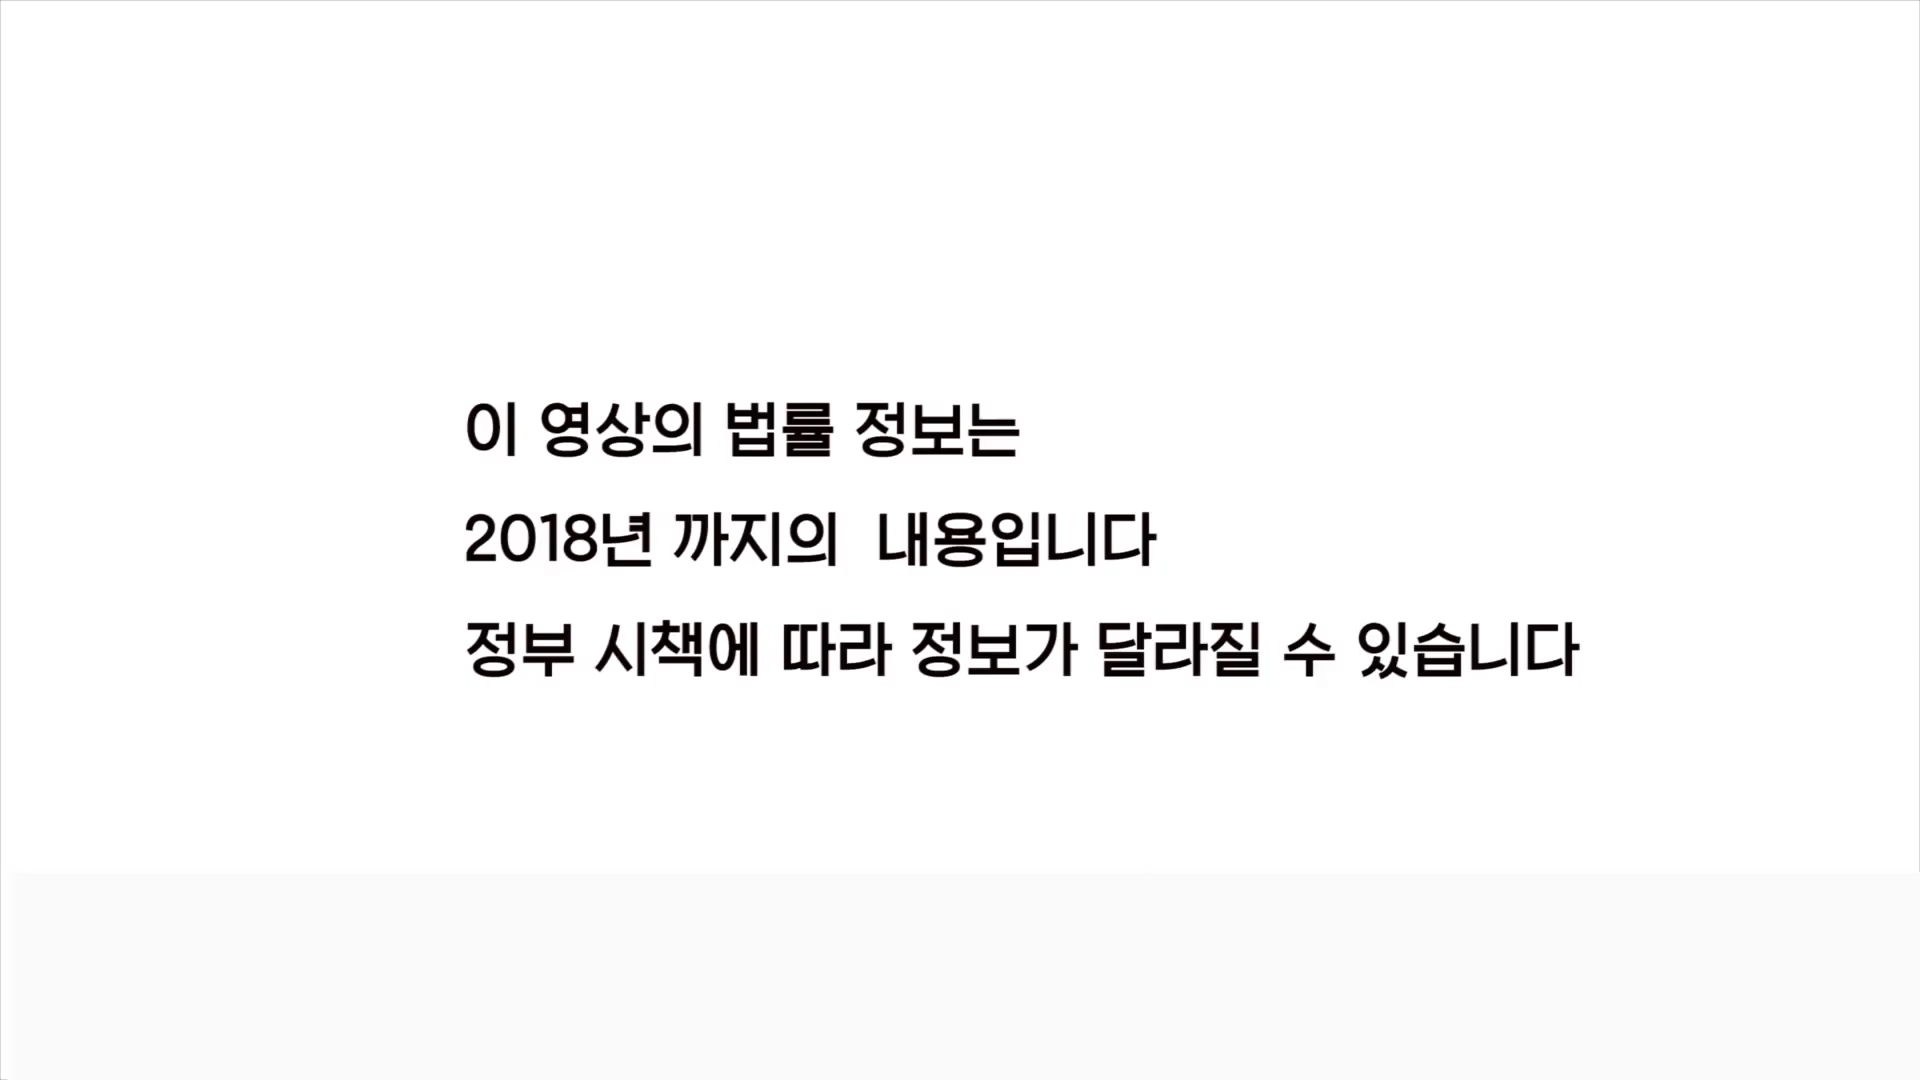 이 영상의 법률 정보는
2018년 까지의  내용입니다
정부 시책에 따라 정보가 달라질 수 있습니다